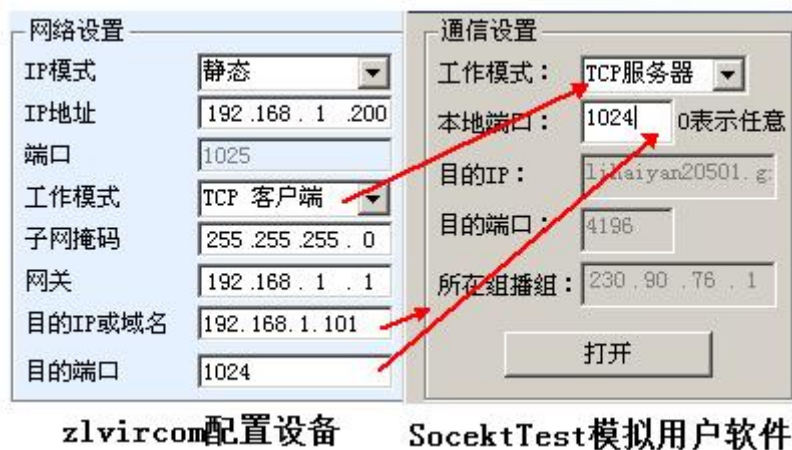 网络设置
IP模式 静态
IP地址 192 .168 . 1 .200
端口 1025
工作模式 TCP 客户端
子网掩码 255 .255 .255 . 0
网关 192 .168 . 1 . 1
目的IP或域名 192.168.1.101
目的端口 1024
zlvircom配置设备
通信设置
工作模式： TCP服务器
本地端口： 1024 0表示任意
目的IP： lihaiyan20501.g
目的端口： 4196
所在组播组： 230 .90 .76 . 1
打开
SocektTest模拟用户软件